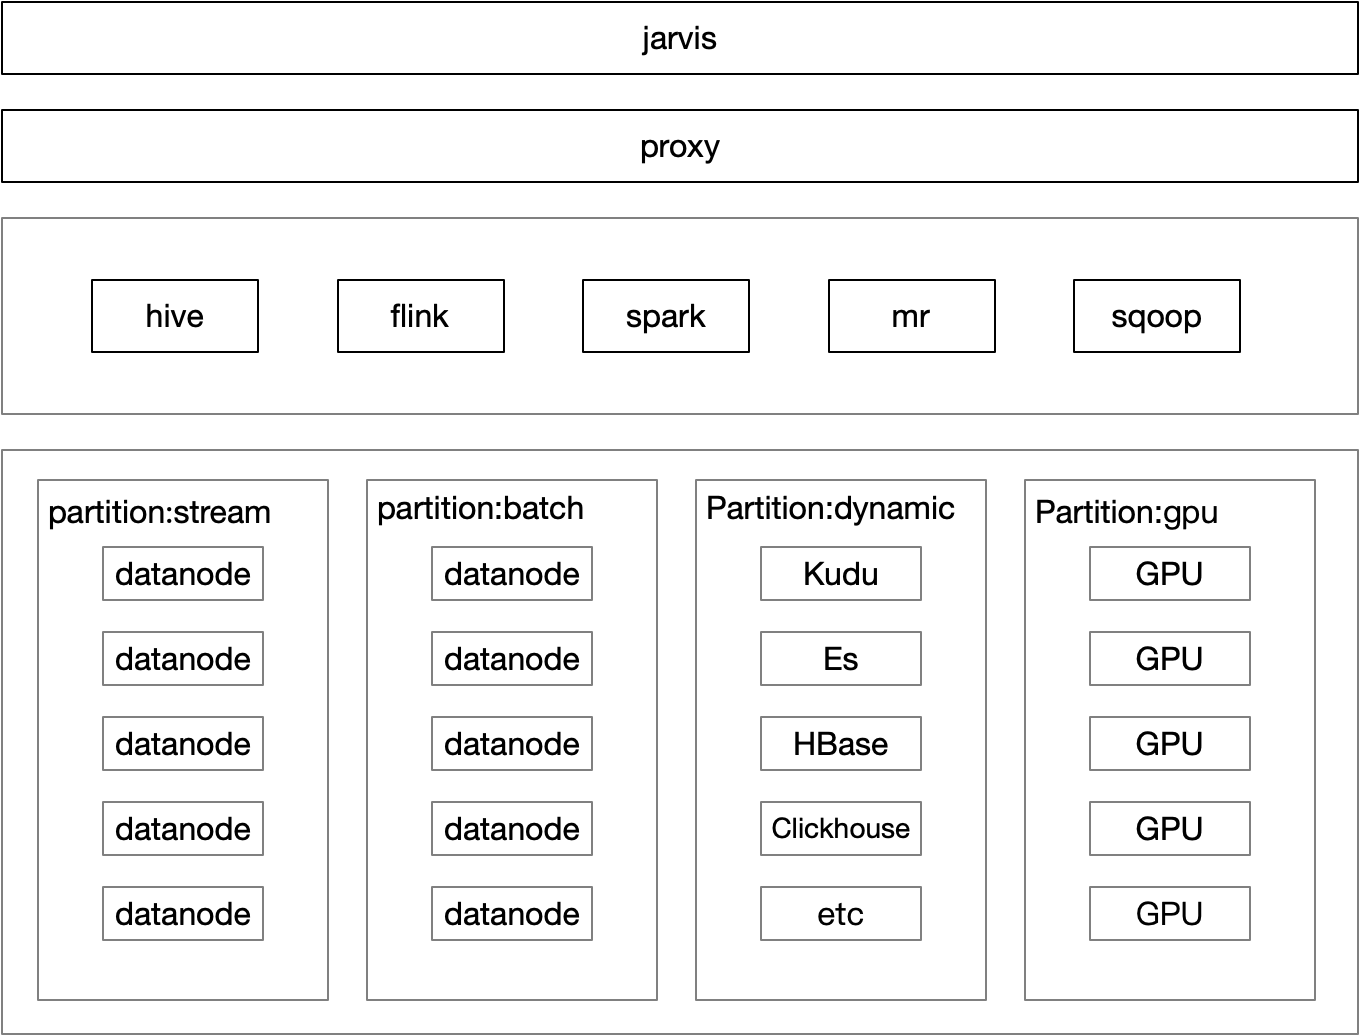 jarvis
proxy
hive
flink
spark
mr
sqoop
partition:stream
datanode
datanode
datanode
datanode
datanode
partition:batch
datanode
datanode
datanode
datanode
datanode
Partition:dynamic
Kudu
Es
HBase
Clickhouse
etc
Partition:gpu
GPU
GPU
GPU
GPU
GPU